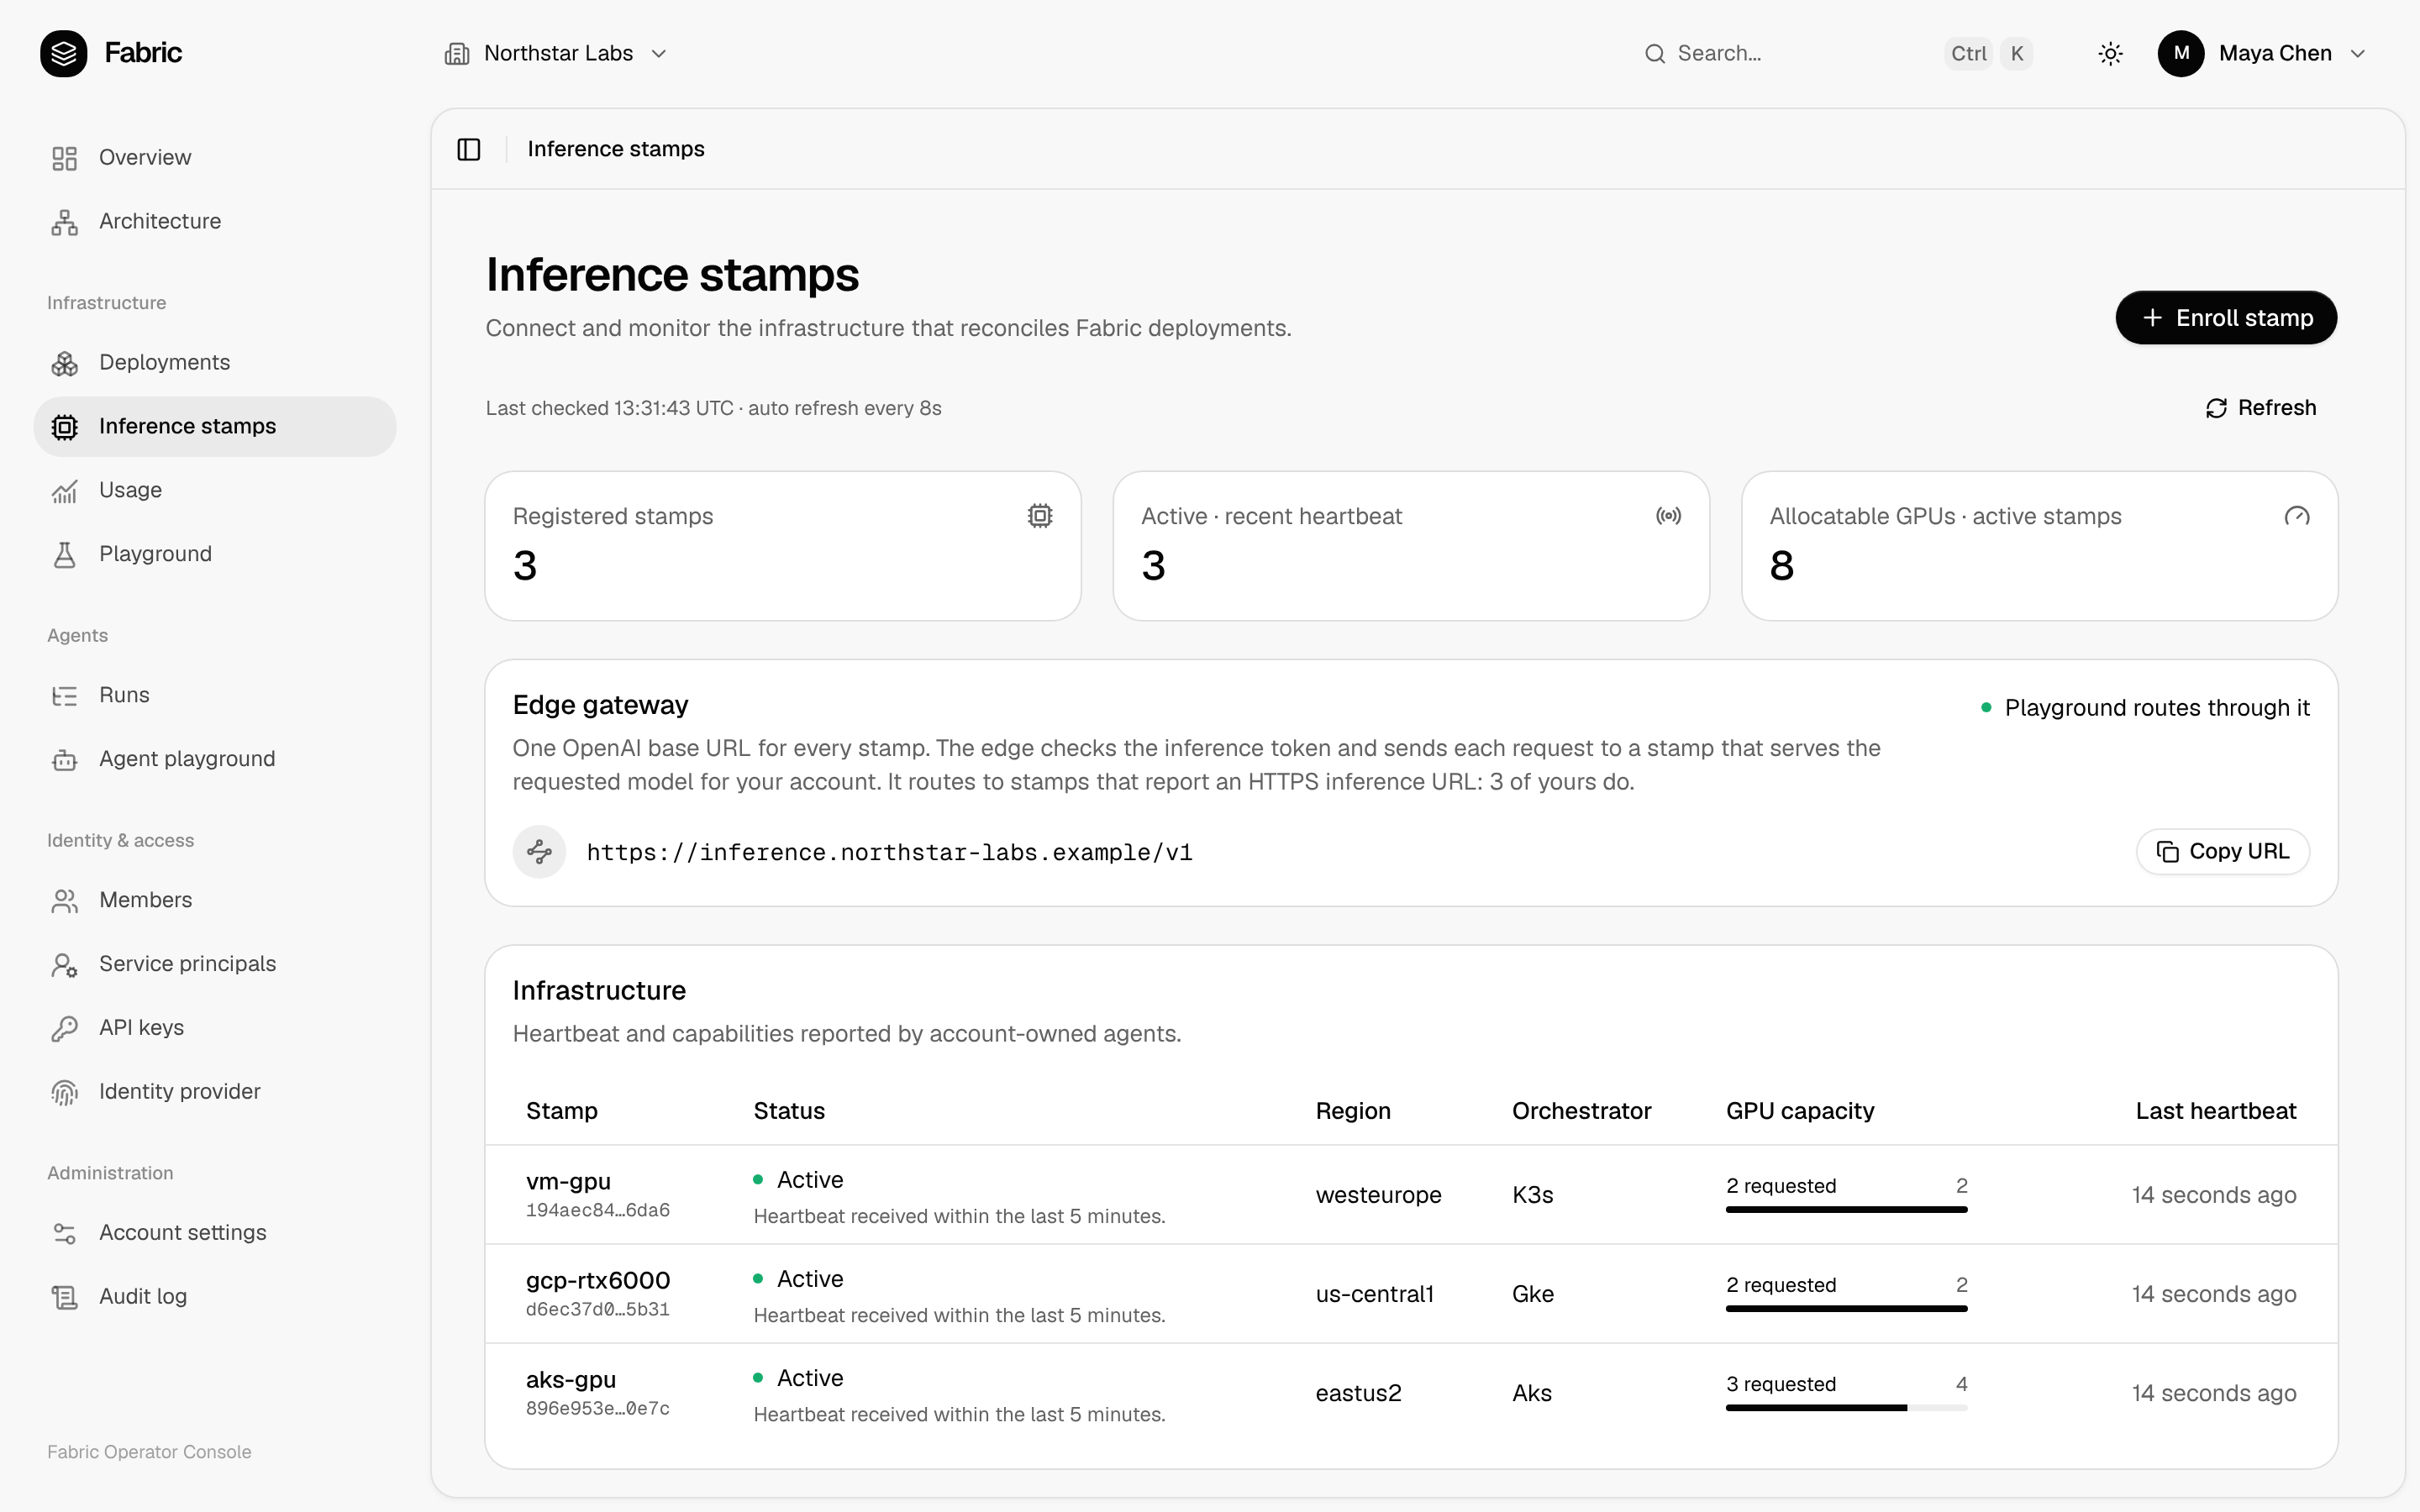 Fabric
Northstar Labs
Search...
Ctrl K
M
Maya Chen
Overview
Architecture
Infrastructure
Deployments
Inference stamps
Usage
Playground
Agents
Runs
Agent playground
Identity & access
Members
Service principals
API keys
Identity provider
Administration
Account settings
Audit log
Fabric Operator Console
Inference stamps
Inference stamps
Connect and monitor the infrastructure that reconciles Fabric deployments.
Enroll stamp
Last checked 13:31:43 UTC · auto refresh every 8s
Refresh
Registered stamps
3
Active · recent heartbeat
3
Allocatable GPUs · active stamps
8
Edge gateway
Playground routes through it
One OpenAI base URL for every stamp. The edge checks the inference token and sends each request to a stamp that serves the
requested model for your account. It routes to stamps that report an HTTPS inference URL: 3 of yours do.
https://inference.northstar-labs.example/v1
Copy URL
Infrastructure
Heartbeat and capabilities reported by account-owned agents.
Stamp Status Region Orchestrator GPU capacity Last heartbeat
vm-gpu
194aec84…6da6
Active
Heartbeat received within the last 5 minutes.
westeurope
K3s
2 requested 2
14 seconds ago
gcp-rtx6000
d6ec37d0…5b31
Active
Heartbeat received within the last 5 minutes.
us-central1
Gke
2 requested 2
14 seconds ago
aks-gpu
896e953e…0e7c
Active
Heartbeat received within the last 5 minutes.
eastus2
Aks
3 requested 4
14 seconds ago